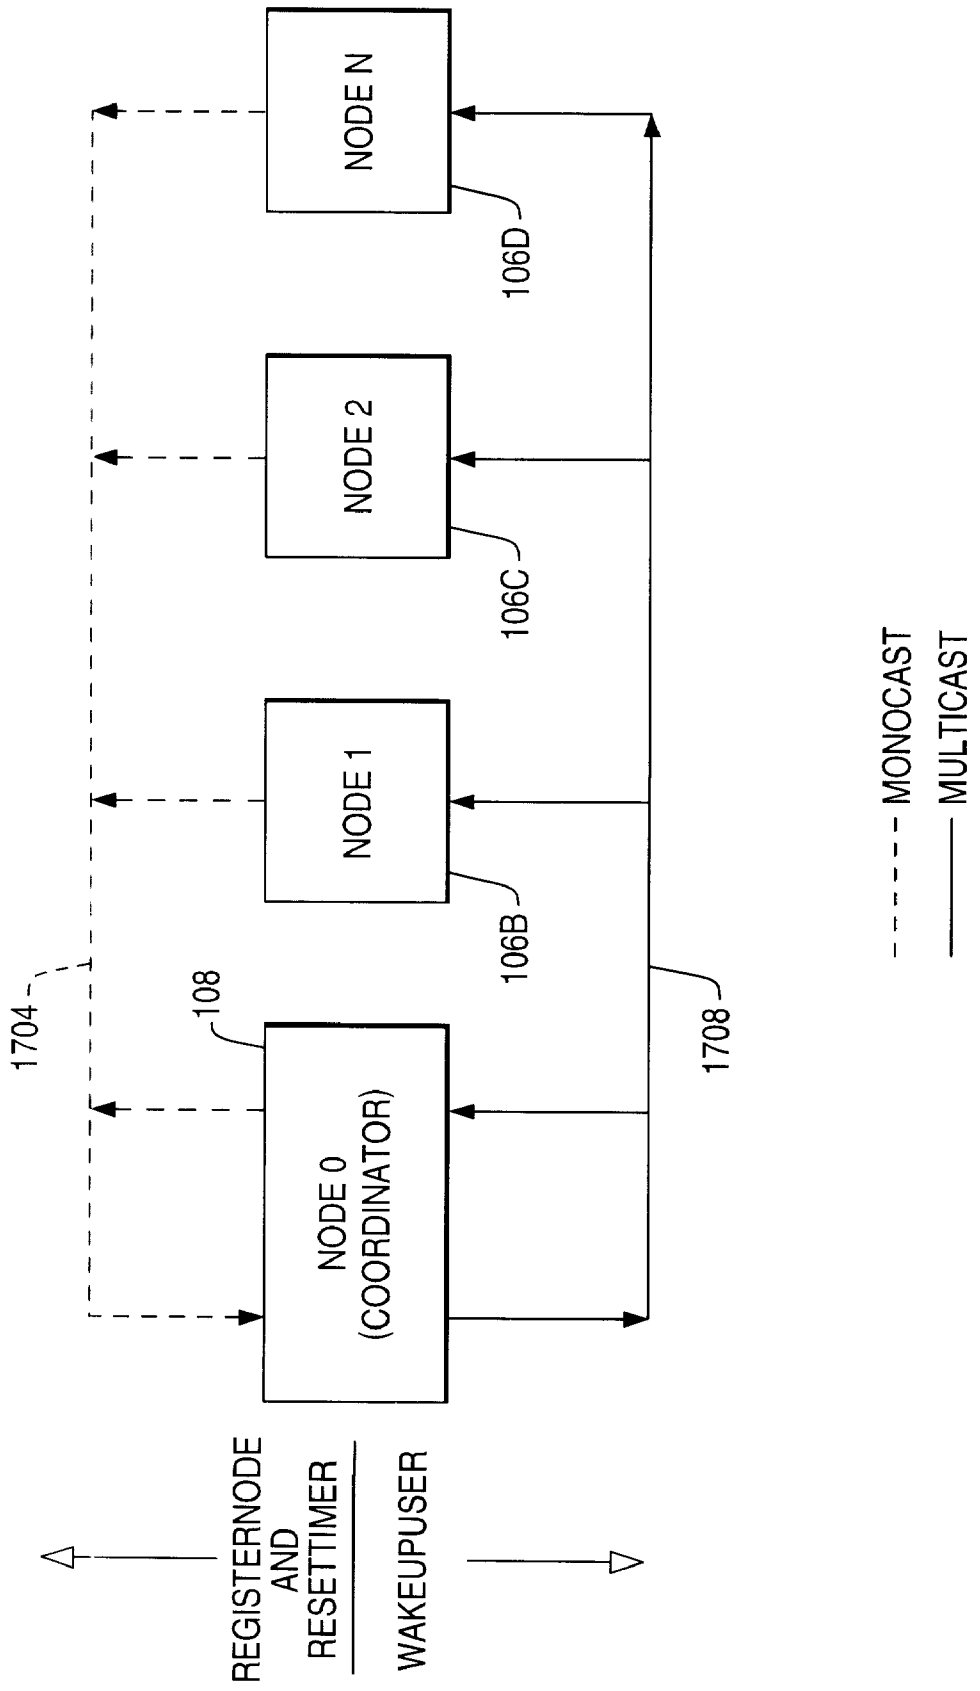 1704
108
REGISTERNODE
AND
RESETTIMER
WAKEUPUSER
NODE 0
(COORDINATOR)
NODE 1
NODE 2
NODE N
106B
106C
106D
1708
MONOCAST
MULTICAST